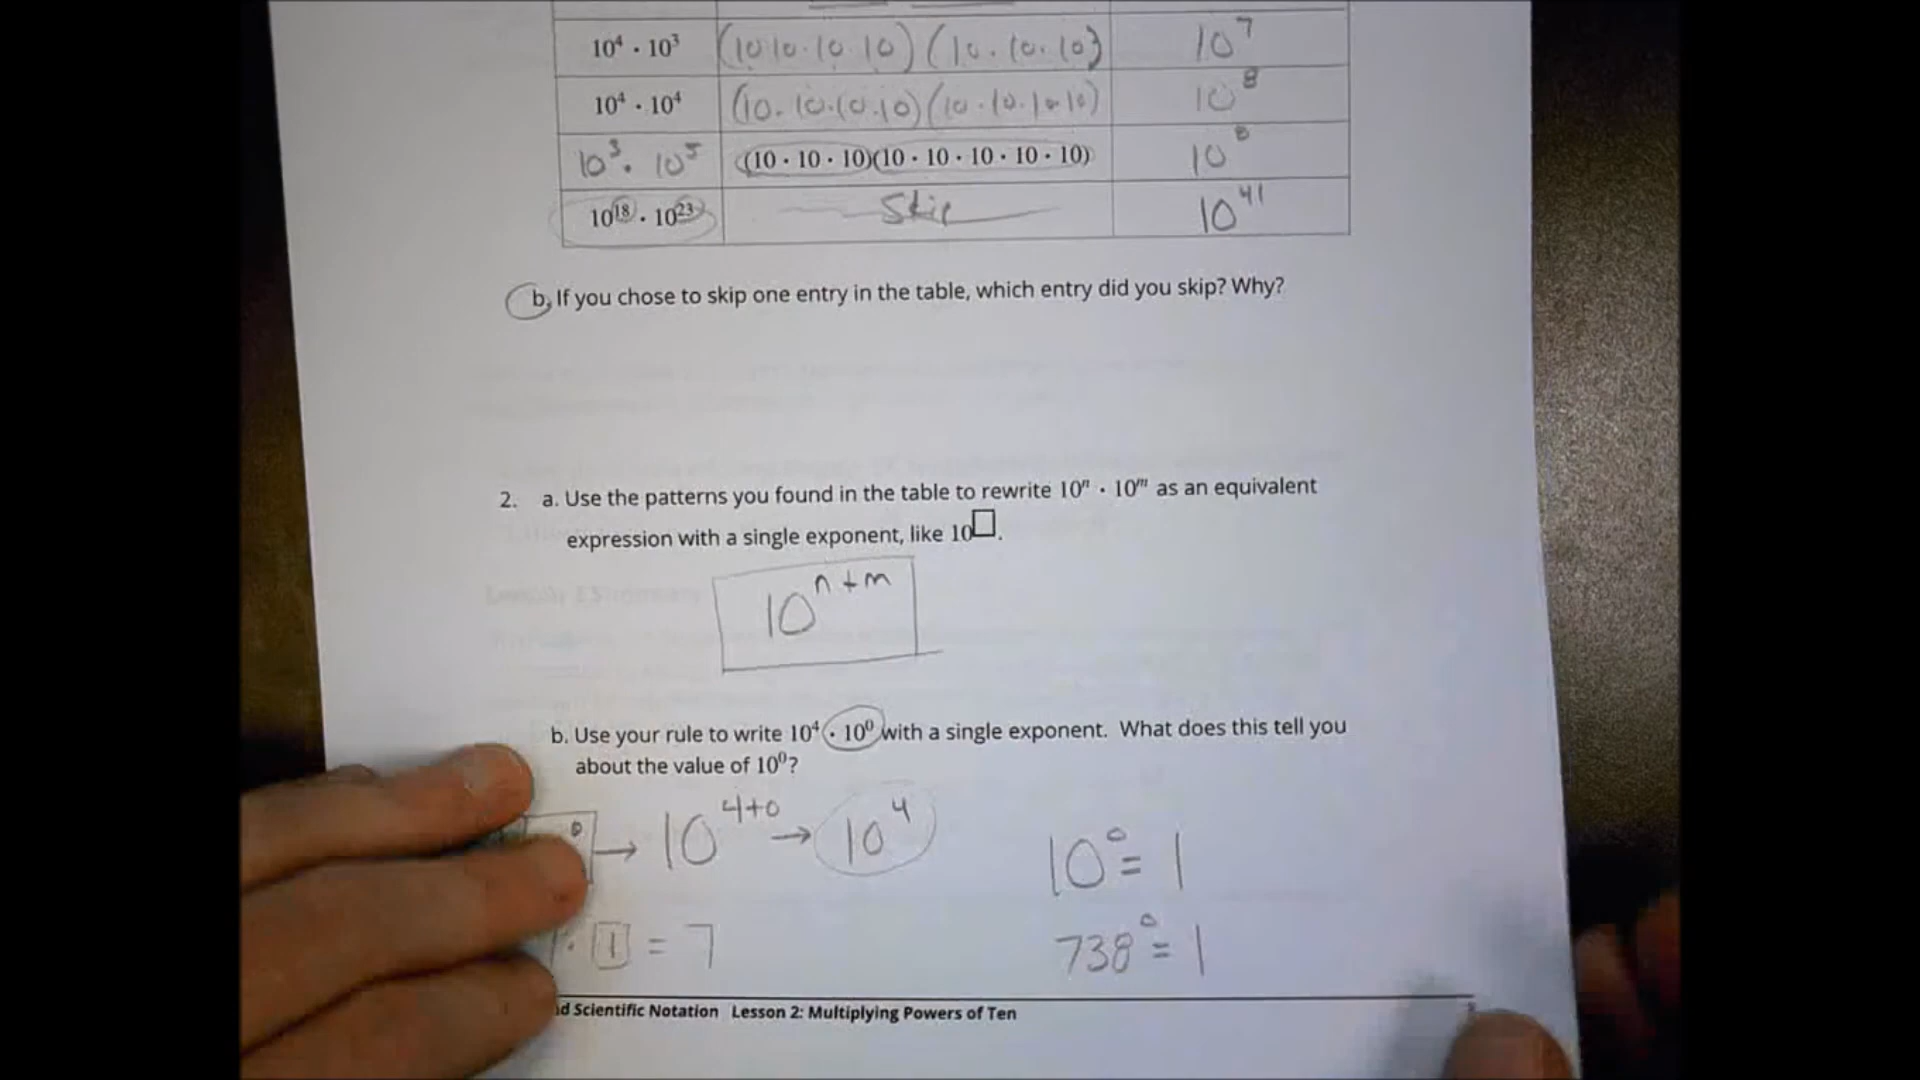 10⁴ · 10³ (10 10 · 10 · 10) (10 · 10 · 10) 10⁷
10⁴ · 10⁴ (10 · 10 · 10 · 10) (10 · 10 · 10 · 10) 10⁸
10³ · 10⁵ (10 · 10 · 10)(10 · 10 · 10 · 10 · 10) 10⁸
10¹⁸ · 10²³ Skip 10⁴¹
b. If you chose to skip one entry in the table, which entry did you skip? Why?
2. a. Use the patterns you found in the table to rewrite 10ⁿ · 10ᵐ as an equivalent
expression with a single exponent, like 10□.
10ⁿ⁺ᵐ
b. Use your rule to write 10⁴ · 10⁰ with a single exponent. What does this tell you
about the value of 10⁰?
→ 10⁴⁺⁰ → 10⁴ 10⁰ = 1
· 1 = 7 738⁰ = 1
Scientific Notation Lesson 2: Multiplying Powers of Ten